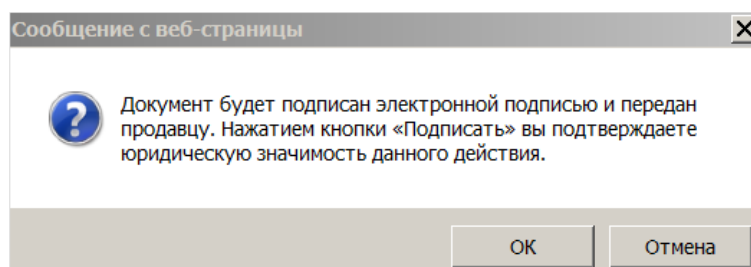 Сообщение с веб-страницы
Документ будет подписан электронной подписью и передан
продавцу. Нажатием кнопки «Подписать» вы подтверждаете
юридическую значимость данного действия.
ОК
Отмена